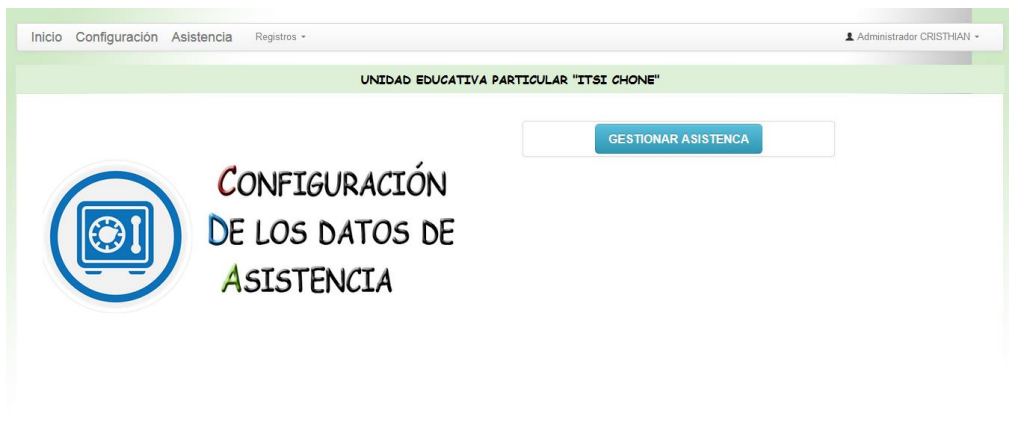 Inicio Configuración Asistencia Registros Administrador CRISTHIAN
UNIDAD EDUCATIVA PARTICULAR "ITSI CHONE"
GESTIONAR ASISTENCA
CONFIGURACIÓN
DE LOS DATOS DE
ASISTENCIA